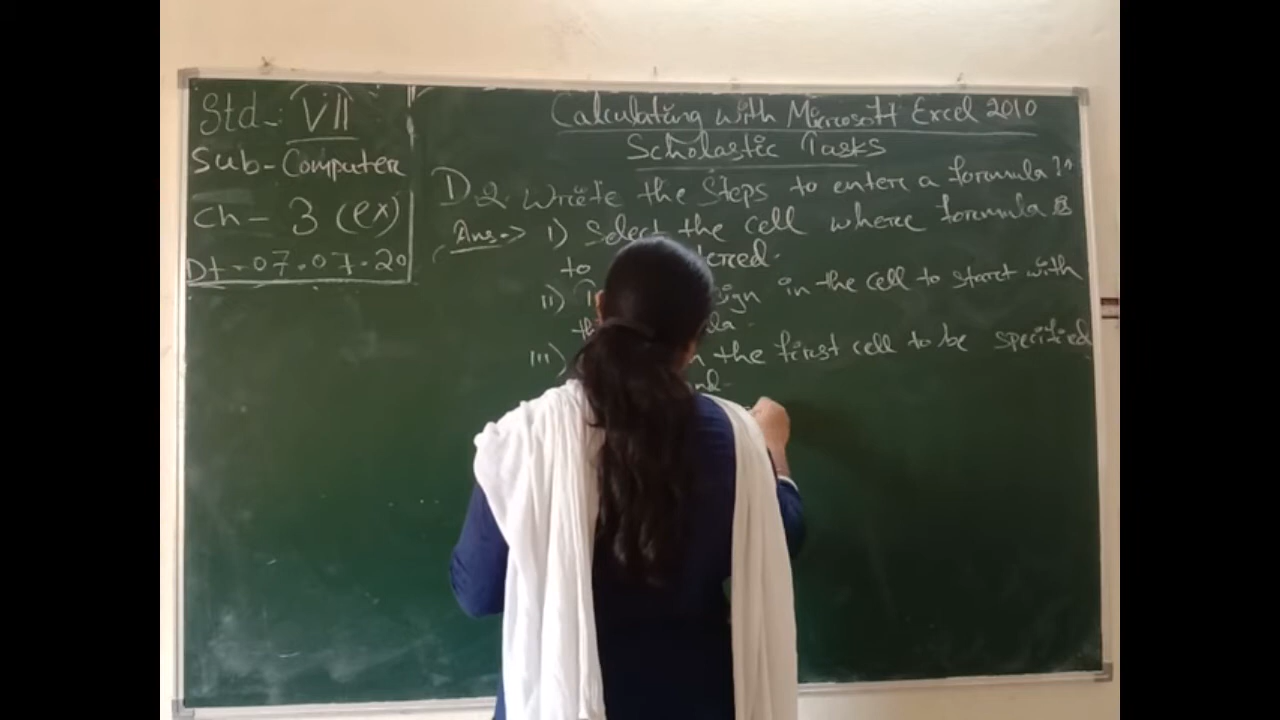 Std- VII
Sub-Computer
Ch- 3 (ex)
Dt-07.07.20
Calculating with Microsoft Excel 2010
Scholastic Tasks
D 2. Write the Steps to enter a formula
Ans.-> i) Select the cell where formula is
to
ii) in the cell to start with
iii) the first cell to be specified